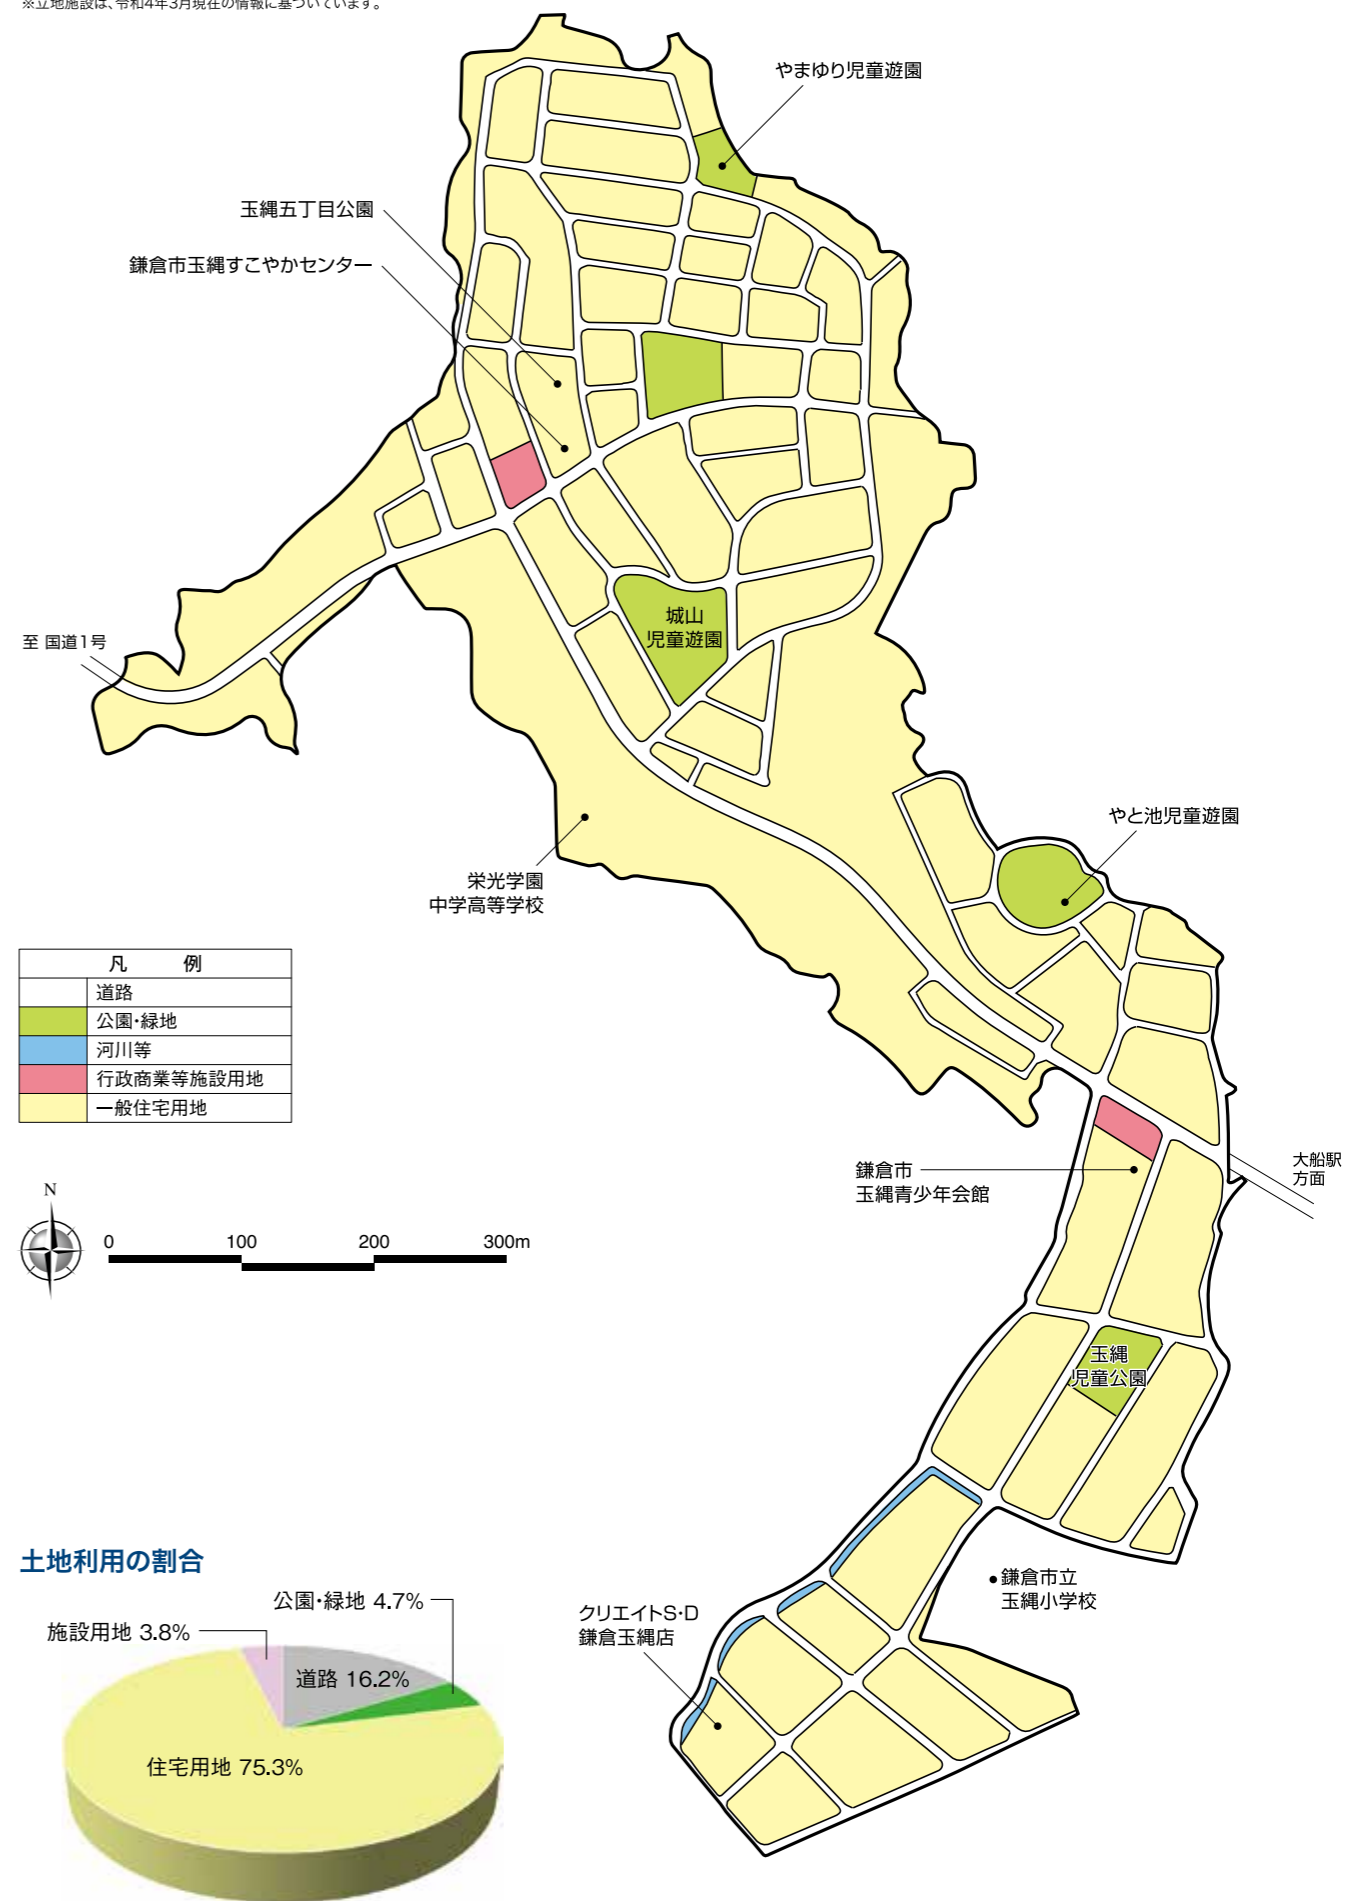 ※立地施設は、令和4年3月現在の情報に基づいています。
やまゆり児童遊園
玉縄五丁目公園
鎌倉市玉縄すこやかセンター
城山
児童遊園
至 国道1号
やと池児童遊園
栄光学園
中学高等学校
凡 例
道路
公園・緑地
河川等
行政商業等施設用地
一般住宅用地
鎌倉市
玉縄青少年会館
大船駅
方面
N
0 100 200 300m
玉縄
児童公園
土地利用の割合
鎌倉市立
玉縄小学校
クリエイトS・D
鎌倉玉縄店
公園・緑地 4.7%
施設用地 3.8%
道路 16.2%
住宅用地 75.3%